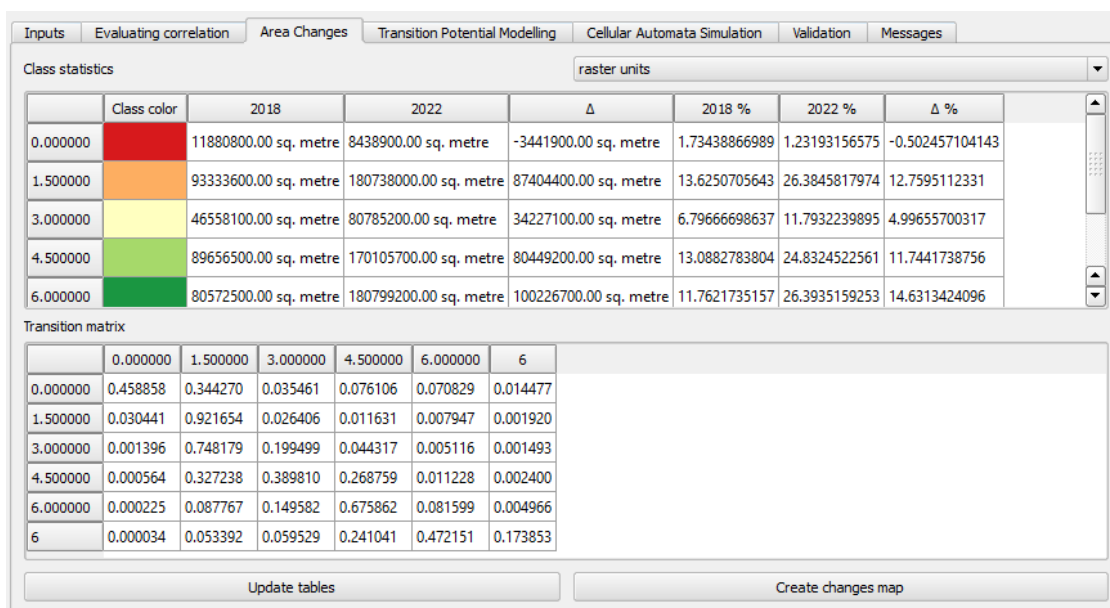 Inputs Evaluating correlation Area Changes Transition Potential Modelling Cellular Automata Simulation Validation Messages
Class statistics raster units
Class color 2018 2022 Δ 2018 % 2022 % Δ %
0.000000 11880800.00 sq. metre 8438900.00 sq. metre -3441900.00 sq. metre 1.73438866989 1.23193156575 -0.502457104143
1.500000 93333600.00 sq. metre 180738000.00 sq. metre 87404400.00 sq. metre 13.6250705643 26.3845817974 12.7595112331
3.000000 46558100.00 sq. metre 80785200.00 sq. metre 34227100.00 sq. metre 6.79666698637 11.7932239895 4.99655700317
4.500000 89656500.00 sq. metre 170105700.00 sq. metre 80449200.00 sq. metre 13.0882783804 24.8324522561 11.7441738756
6.000000 80572500.00 sq. metre 180799200.00 sq. metre 100226700.00 sq. metre 11.7621735157 26.3935159253 14.6313424096
Transition matrix
0.000000 1.500000 3.000000 4.500000 6.000000 6
0.000000 0.458858 0.344270 0.035461 0.076106 0.070829 0.014477
1.500000 0.030441 0.921654 0.026406 0.011631 0.007947 0.001920
3.000000 0.001396 0.748179 0.199499 0.044317 0.005116 0.001493
4.500000 0.000564 0.327238 0.389810 0.268759 0.011228 0.002400
6.000000 0.000225 0.087767 0.149582 0.675862 0.081599 0.004966
6 0.000034 0.053392 0.059529 0.241041 0.472151 0.173853
Update tables Create changes map